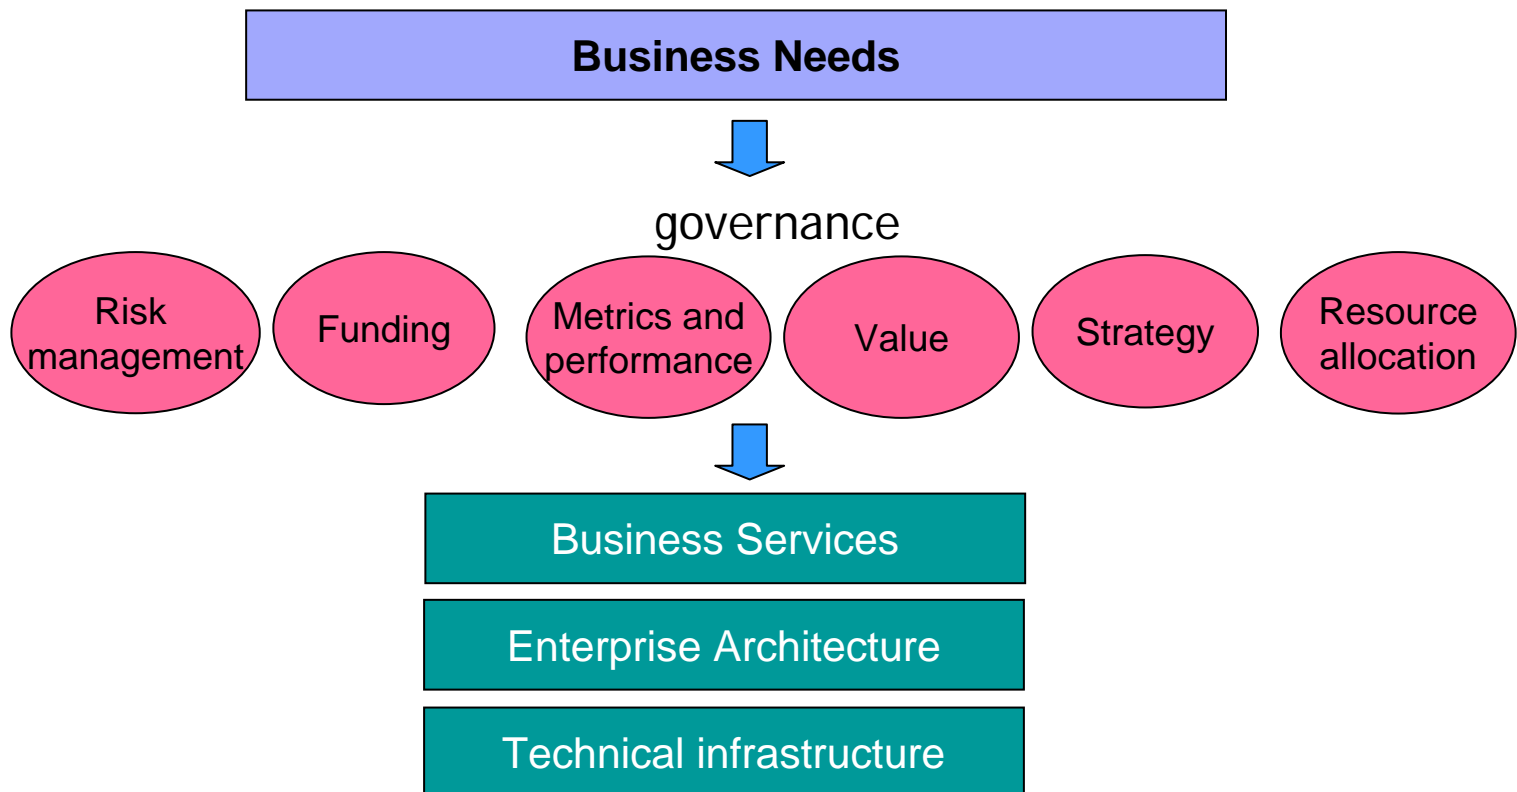 Business Needs
governance
Risk
management
Funding
Metrics and
performance
Value
Strategy
Resource
allocation
Business Services
Enterprise Architecture
Technical infrastructure